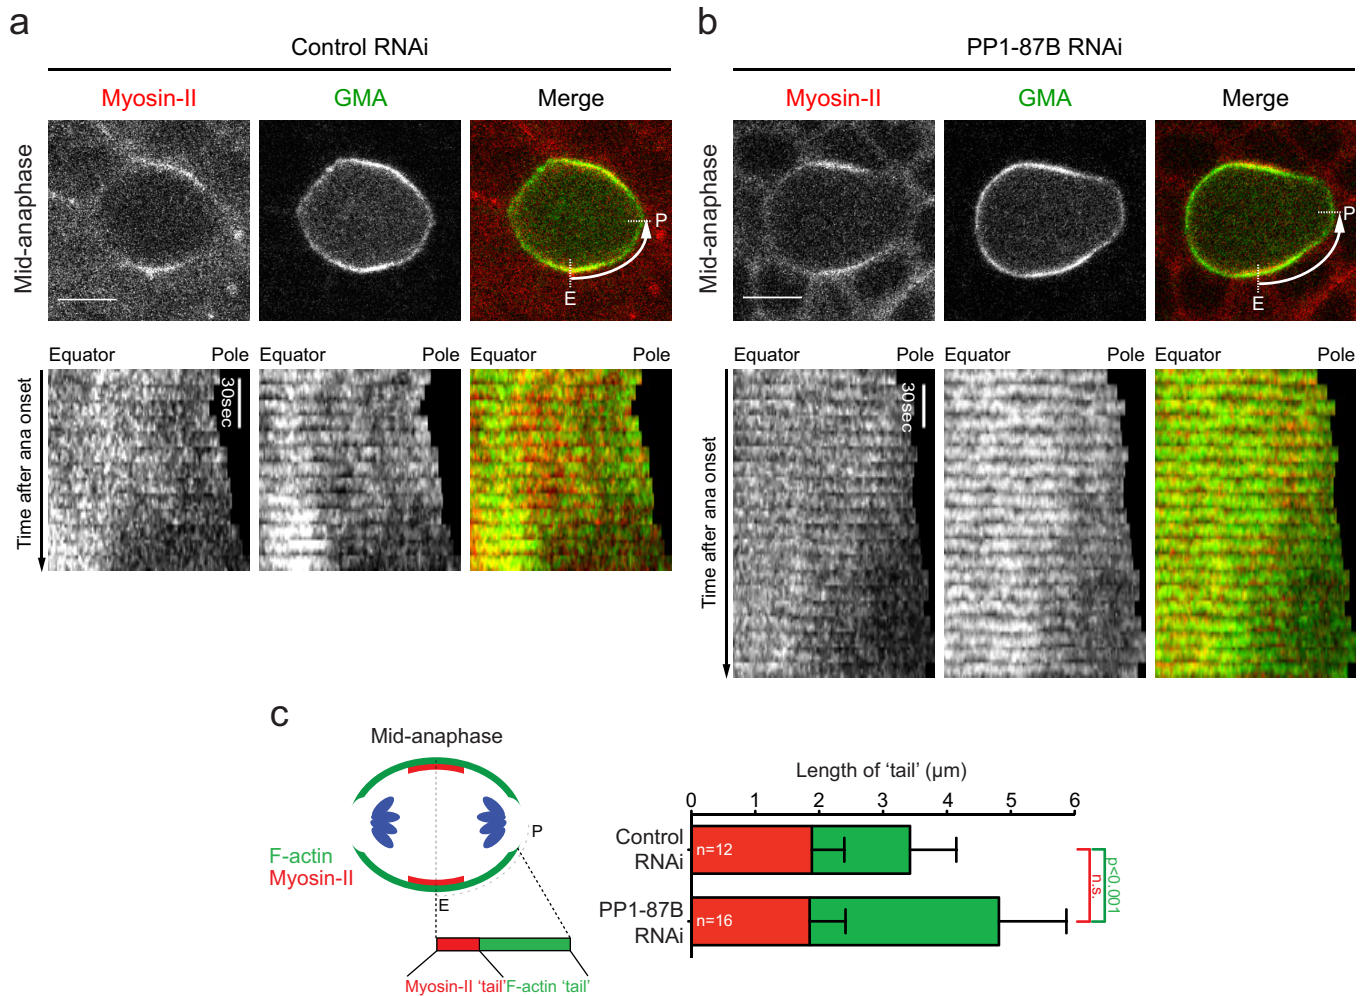 a
Control RNAi
Myosin-II GMA Merge
Mid-anaphase
P
E
Equator Pole Equator Pole Equator Pole
30sec
Time after ana onset
b
PP1-87B RNAi
Myosin-II GMA Merge
Mid-anaphase
P
E
Equator Pole Equator Pole Equator Pole
30sec
Time after ana onset
c
Mid-anaphase
P
F-actin
Myosin-II
E
Myosin-II ‘tail’ F-actin ‘tail’
Length of ‘tail’ (µm)
0 1 2 3 4 5 6
Control
RNAi
n=12
PP1-87B
RNAi
n=16
n.s.
p<0.001